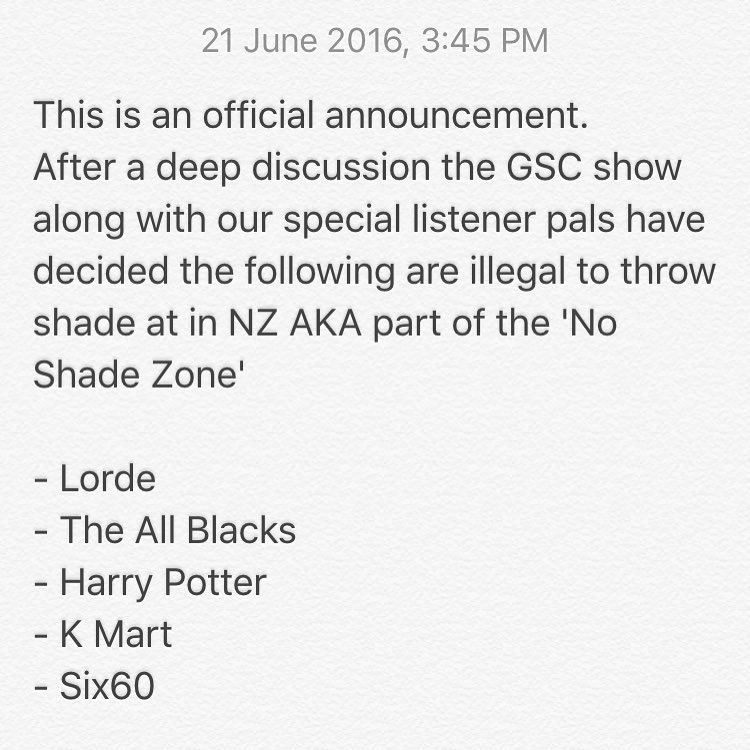 21 June 2016, 3:45 PM
This is an official announcement.
After a deep discussion the GSC show
along with our special listener pals have
decided the following are illegal to throw
shade at in NZ AKA part of the 'No
Shade Zone'
- Lorde
- The All Blacks
- Harry Potter
- K Mart
- Six60